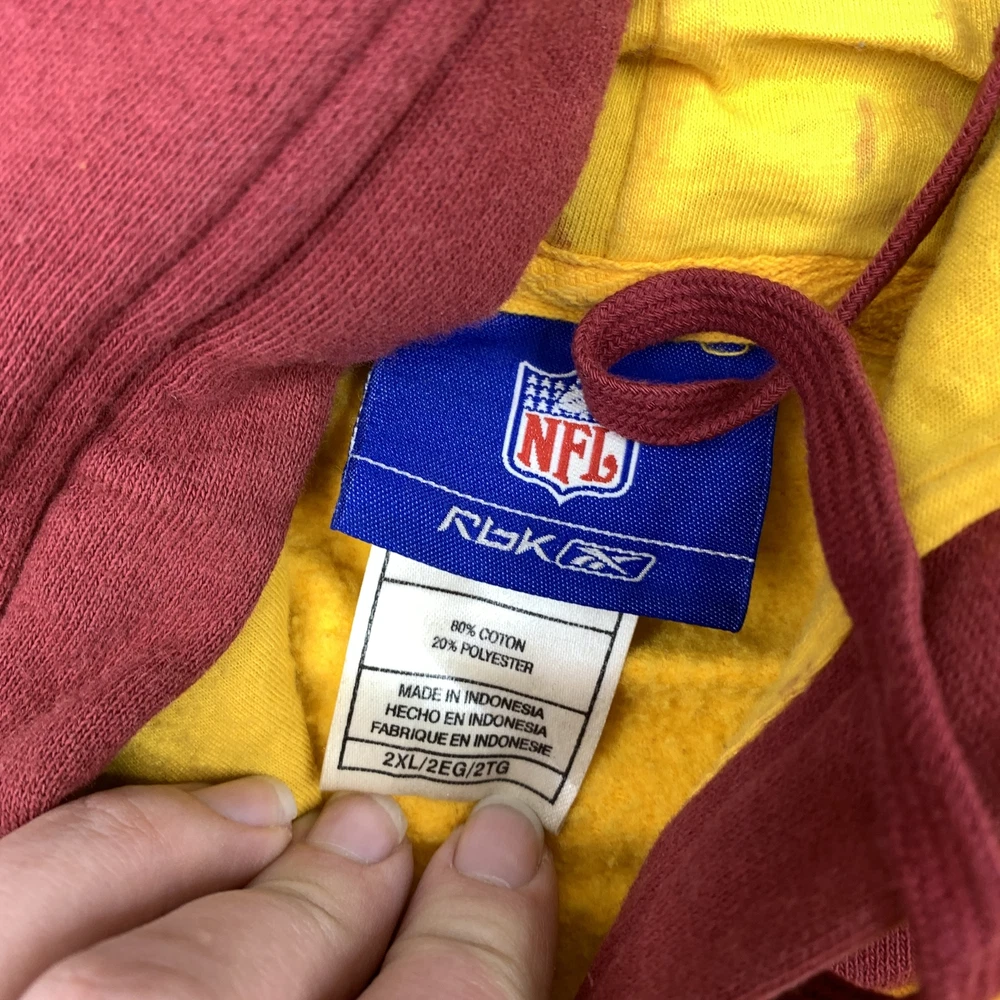 NFL
Rbk
80% COTON
20% POLYESTER
MADE IN INDONESIA
HECHO EN INDONESIA
FABRIQUE EN INDONESIE
2XL/2EG/2TG